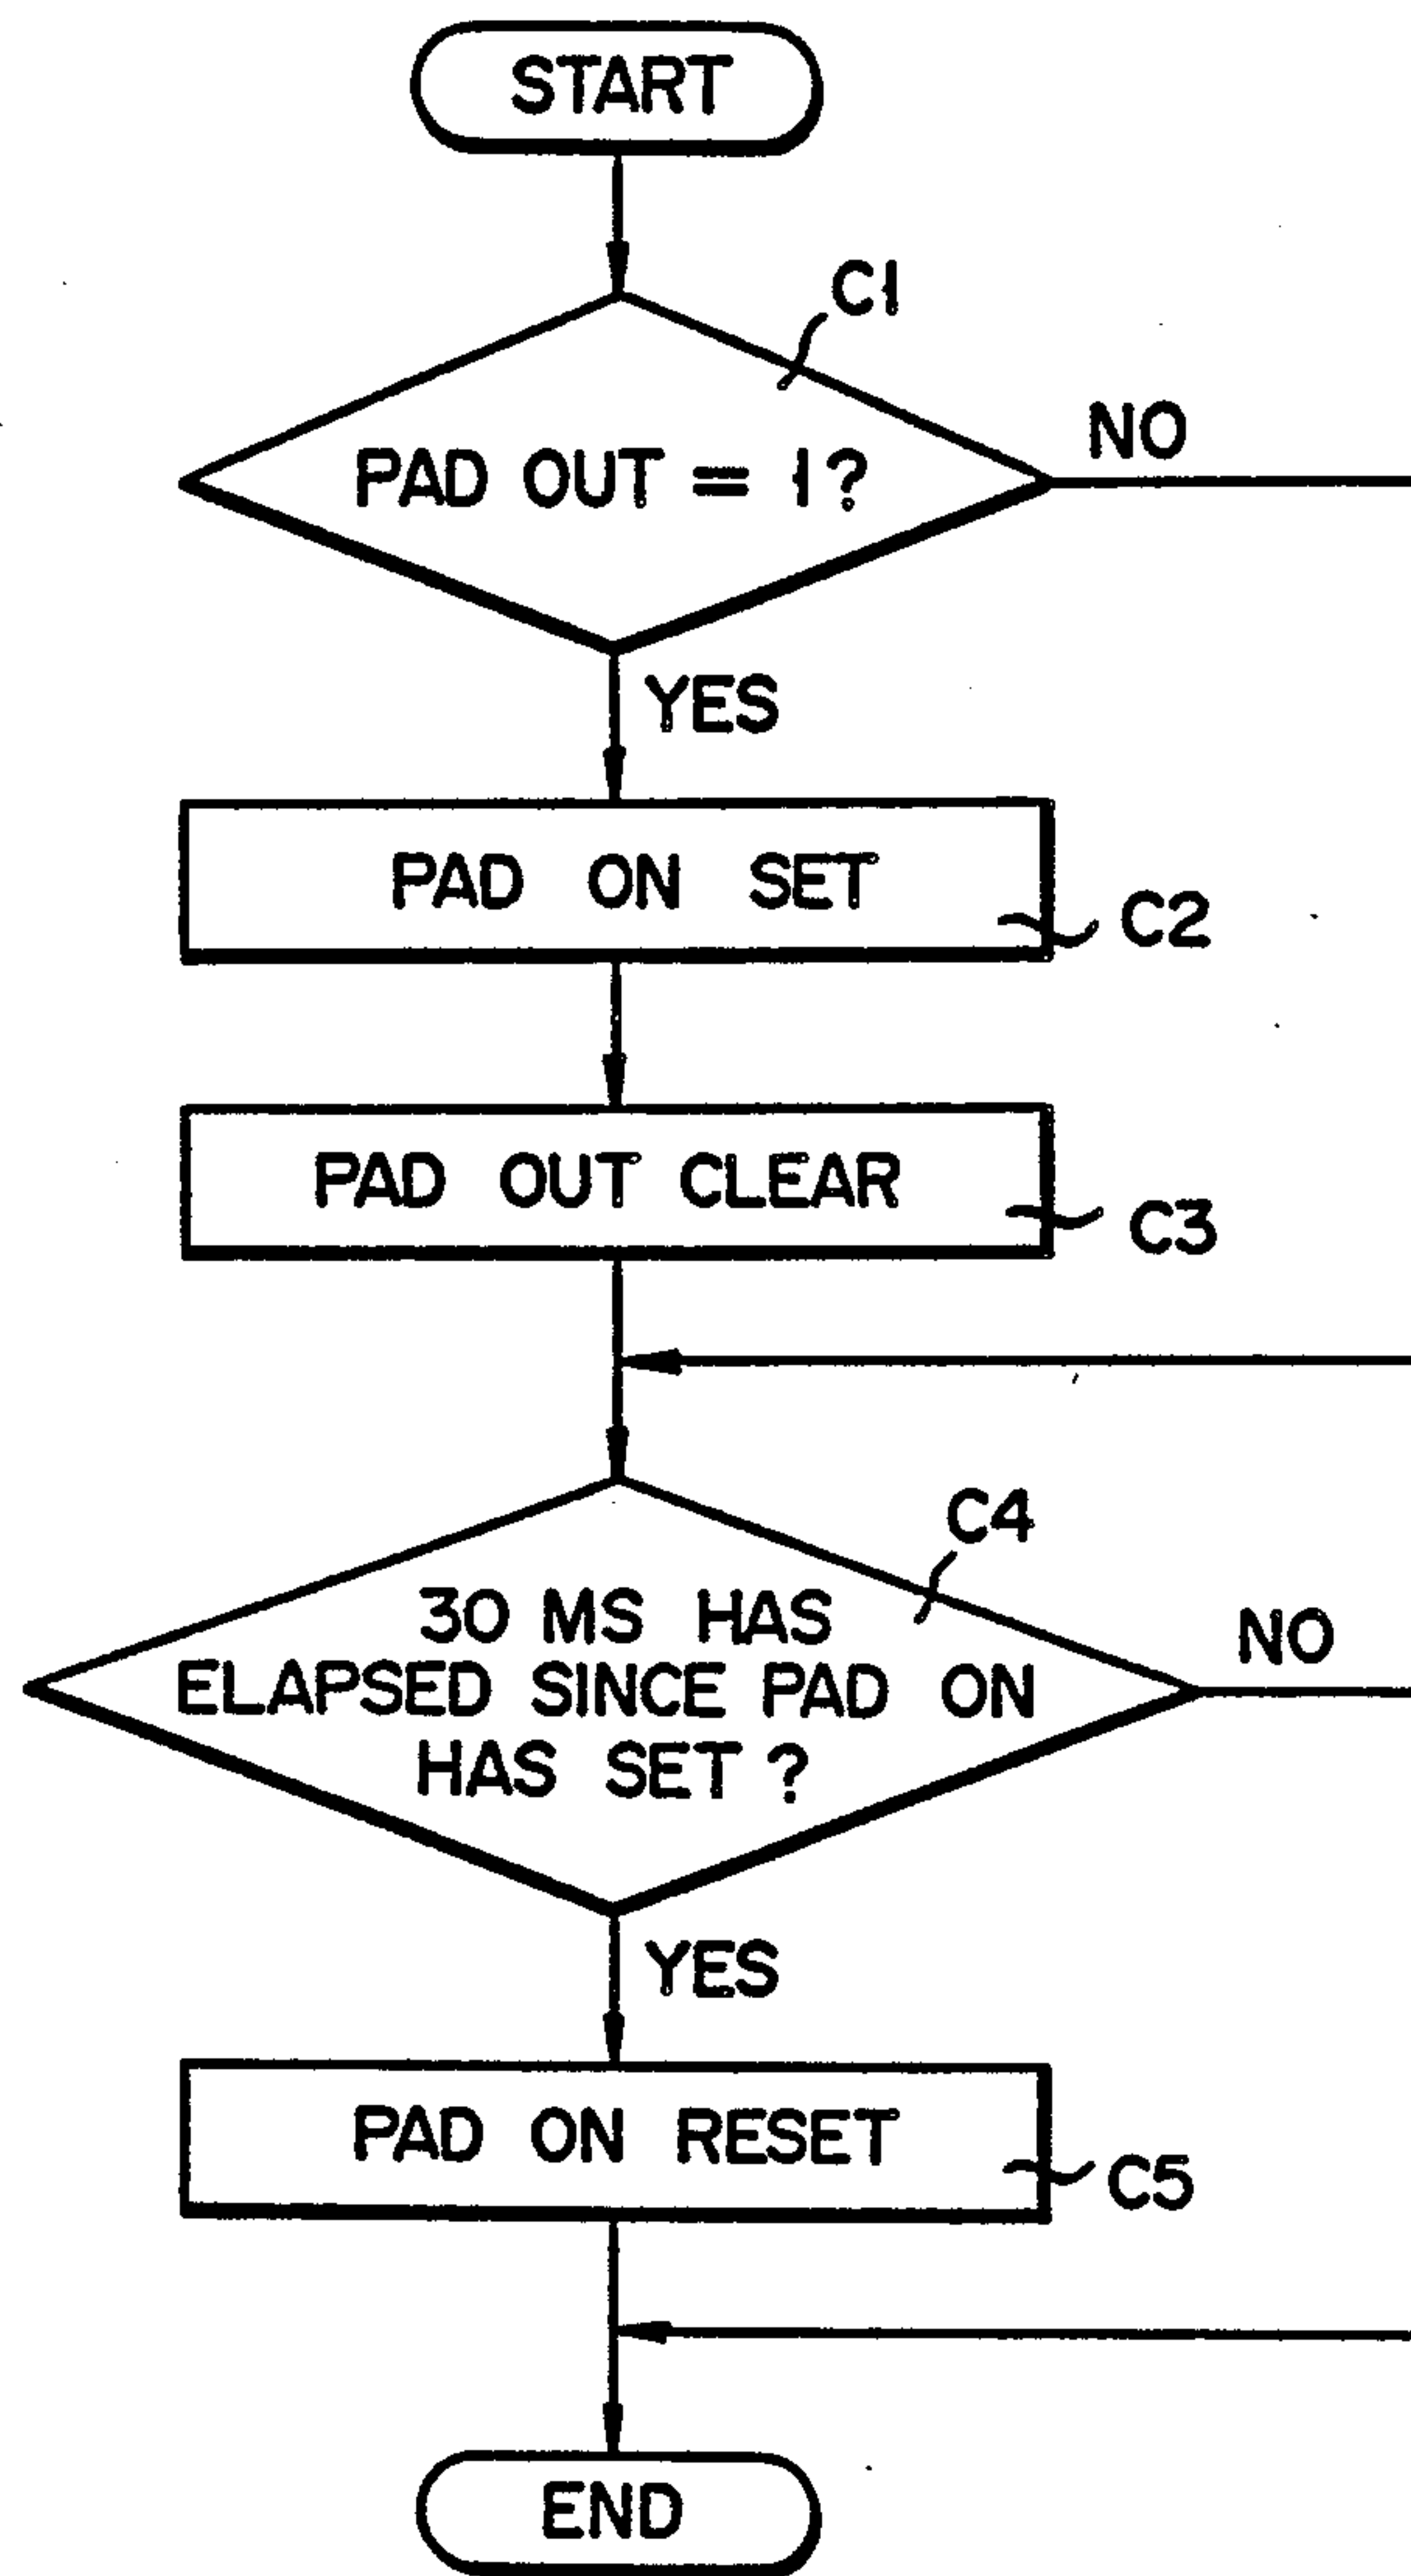 START
C1
PAD OUT = 1?
NO
YES
PAD ON SET
C2
PAD OUT CLEAR
C3
C4
30 MS HAS
ELAPSED SINCE PAD ON
HAS SET ?
NO
YES
PAD ON RESET
C5
END